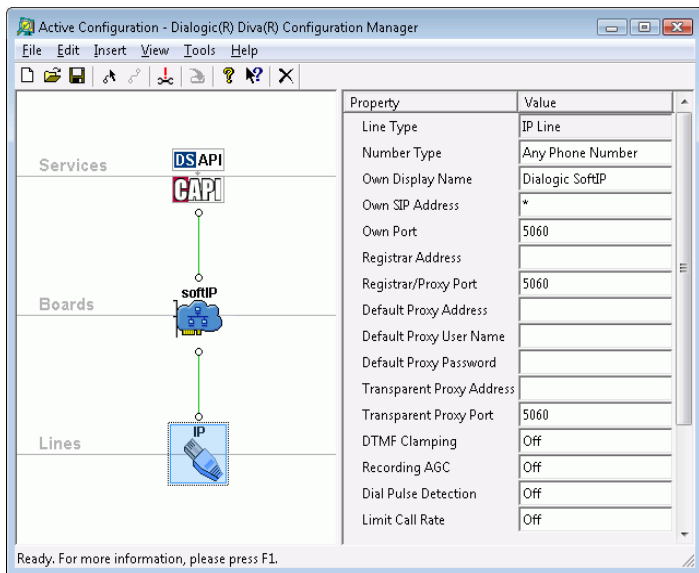 Active Configuration - Dialogic(R) Diva(R) Configuration Manager
File Edit Insert View Tools Help
Services
DS API
CAPI
softIP
Boards
IP
Lines
Property Value
Line Type IP Line
Number Type Any Phone Number
Own Display Name Dialogic SoftIP
Own SIP Address *
Own Port 5060
Registrar Address
Registrar/Proxy Port 5060
Default Proxy Address
Default Proxy User Name
Default Proxy Password
Transparent Proxy Address
Transparent Proxy Port 5060
DTMF Clamping Off
Recording AGC Off
Dial Pulse Detection Off
Limit Call Rate Off
Ready. For more information, please press F1.